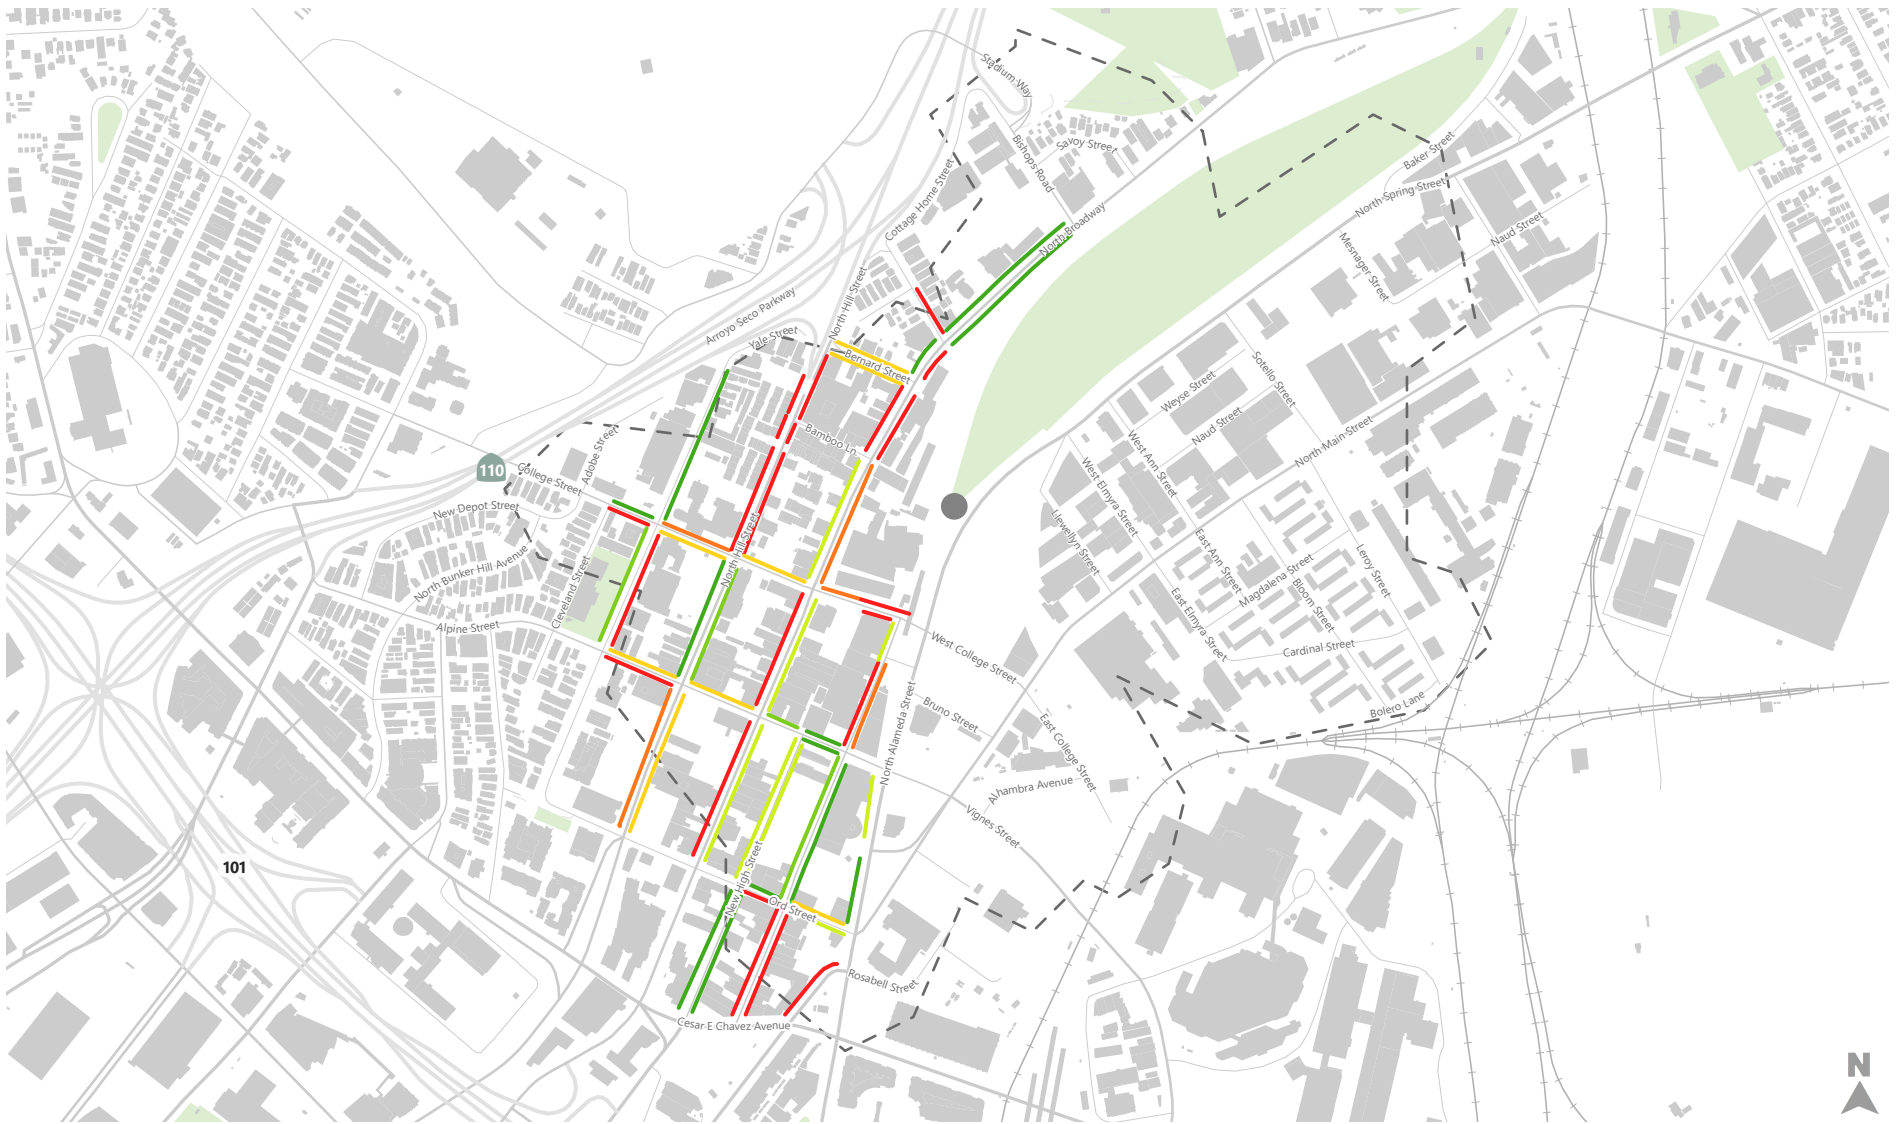 Stadium Way
Savoy Street
Bishops Road
Baker Street
North Spring Street
Cottage Home Street
North Broadway
Naud Street
Mesnager Street
North Hill Street
Arroyo Seco Parkway
Yale Street
Bernard Street
Sotello Street
Weyse Street
Naud Street
Bamboo Ln.
North Main Street
Adobe Street
110
College Street
West Ann Street
West Elmyra Street
New Depot Street
Llewellyn Street
North Hill Street
North Hill Street
East Ann Street
Leroy Street
North Bunker Hill Avenue
Magdalena Street
Bloom Street
Cleveland Street
East Elmyra Street
Alpine Street
West College Street
Cardinal Street
North Alameda Street
Bruno Street
Bolero Lane
East College Street
Alhambra Avenue
Vignes Street
101
New High Street
Ord Street
Rosabell Street
Cesar E Chavez Avenue
N